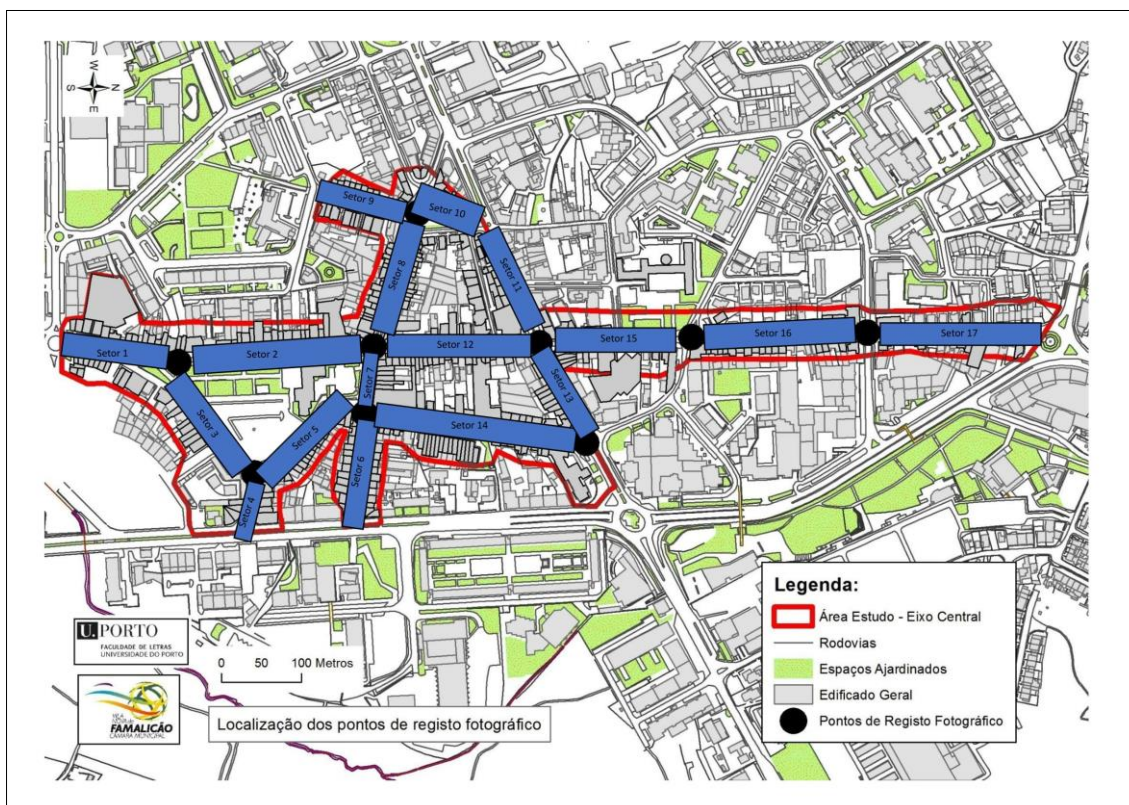 W
S
N
E
Setor 9
Setor 10
Setor 8
Setor 11
Setor 1
Setor 2
Setor 7
Setor 12
Setor 15
Setor 16
Setor 17
Setor 3
Setor 5
Setor 14
Setor 13
Setor 6
Setor 4
U. PORTO
FACULDADE DE LETRAS
UNIVERSIDADE DO PORTO
0 50 100 Metros
VILA
NOVA DE
FAMALICÃO
CÂMARA MUNICIPAL
Localização dos pontos de registo fotográfico
Legenda:
Área Estudo - Eixo Central
Rodovias
Espaços Ajardinados
Edificado Geral
Pontos de Registo Fotográfico